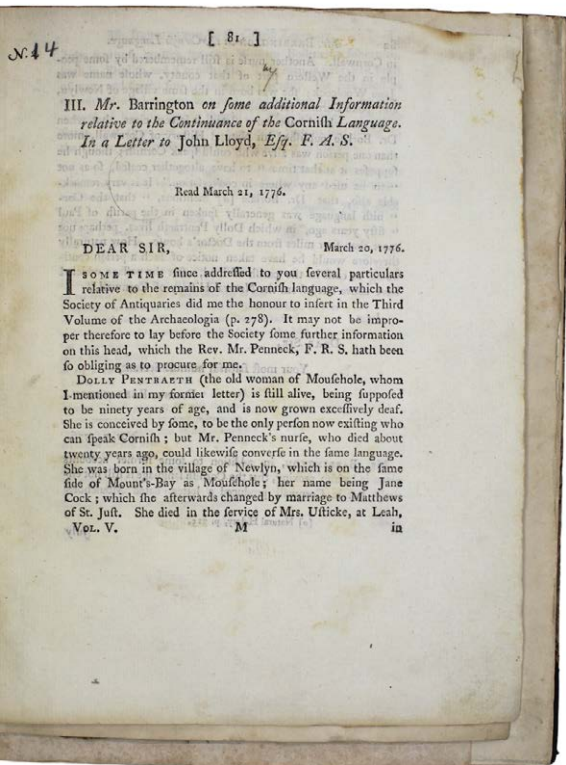 [ 81 ]
N. 14
III. Mr. Barrington on ſome additional Information
relative to the Continuance of the Corniſh Language.
In a Letter to John Lloyd, Eſq. F. A. S.
Read March 21, 1776.
DEAR SIR, March 20, 1776.
I SOME TIME ſince addreſſed to you ſeveral particulars
relative to the remains of the Corniſh language, which the
Society of Antiquaries did me the honour to inſert in the Third
Volume of the Archaeologia (p. 278). It may not be impro-
per therefore to lay before the Society ſome further information
on this head, which the Rev. Mr. Penneck, F. R. S. hath been
ſo obliging as to procure for me.
DOLLY PENTRAETH (the old woman of Mouſehole, whom
I mentioned in my former letter) is ſtill alive, being ſuppoſed
to be ninety years of age, and is now grown exceſſively deaf.
She is conceived by ſome, to be the only perſon now exiſting who
can ſpeak Corniſh; but Mr. Penneck's nurſe, who died about
twenty years ago, could likewiſe converſe in the ſame language.
She was born in the village of Newlyn, which is on the ſame
ſide of Mount's-Bay as Mouſehole; her name being Jane
Cock; which ſhe afterwards changed by marriage to Matthews
of St. Juſt. She died in the ſervice of Mrs. Uſticke, at Leah,
VOL. V. M in